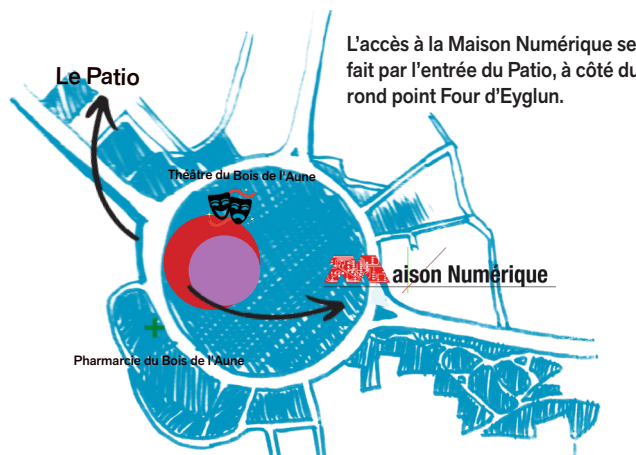 L'accès à la Maison Numérique se
fait par l'entrée du Patio, à côté du
rond point Four d'Eyglun.
Le Patio
Théâtre du Bois de l'Aune
Maison Numérique
Pharmarcie du Bois de l'Aune